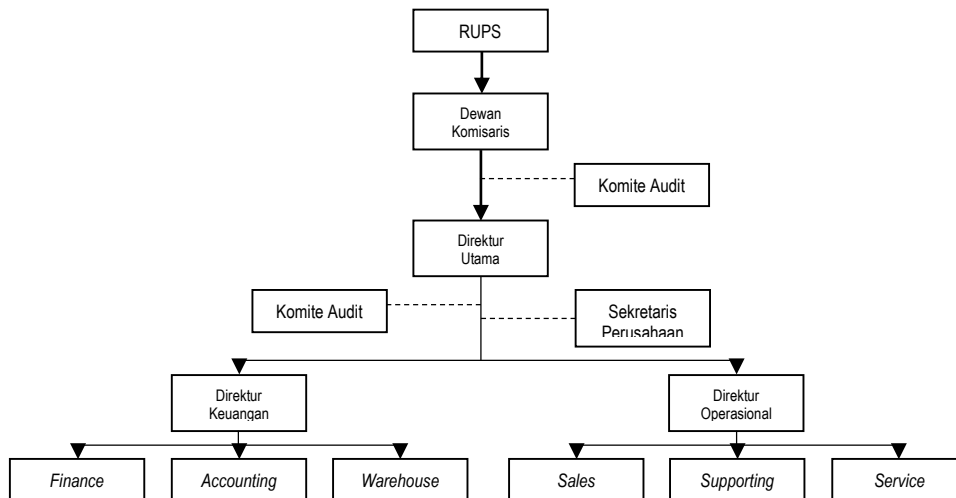 RUPS
Dewan
Komisaris
Komite Audit
Direktur
Utama
Komite Audit
Sekretaris
Perusahaan
Direktur
Keuangan
Direktur
Operasional
Finance
Accounting
Warehouse
Sales
Supporting
Service